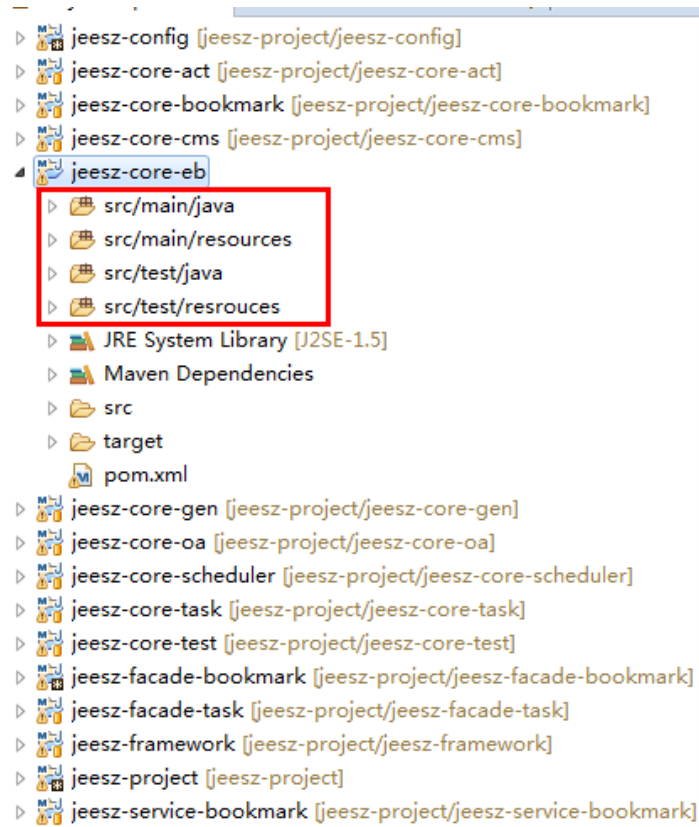 jeesz-config [jeesz-project/jeesz-config]
jeesz-core-act [jeesz-project/jeesz-core-act]
jeesz-core-bookmark [jeesz-project/jeesz-core-bookmark]
jeesz-core-cms [jeesz-project/jeesz-core-cms]
jeesz-core-eb
src/main/java
src/main/resources
src/test/java
src/test/resrouces
JRE System Library [J2SE-1.5]
Maven Dependencies
src
target
pom.xml
jeesz-core-gen [jeesz-project/jeesz-core-gen]
jeesz-core-oa [jeesz-project/jeesz-core-oa]
jeesz-core-scheduler [jeesz-project/jeesz-core-scheduler]
jeesz-core-task [jeesz-project/jeesz-core-task]
jeesz-core-test [jeesz-project/jeesz-core-test]
jeesz-facade-bookmark [jeesz-project/jeesz-facade-bookmark]
jeesz-facade-task [jeesz-project/jeesz-facade-task]
jeesz-framework [jeesz-project/jeesz-framework]
jeesz-project [jeesz-project]
jeesz-service-bookmark [jeesz-project/jeesz-service-bookmark]